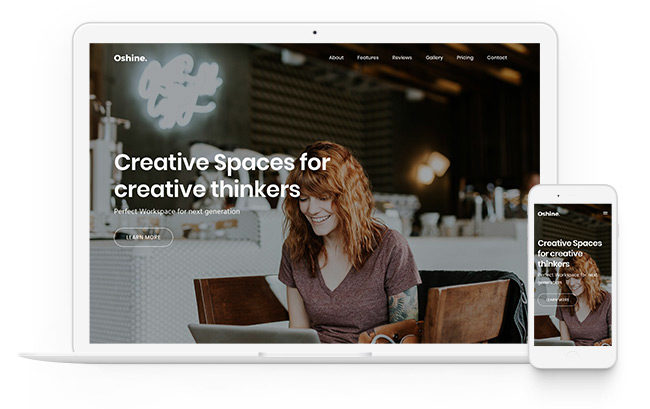 Oshine.
About Features Reviews Gallery Pricing Contact
Creative Spaces for
creative thinkers
Perfect Workspace for next generation
LEARN MORE
Oshine.
Creative Spaces
for creative
thinkers
Perfect Workspace for next
generation
LEARN MORE